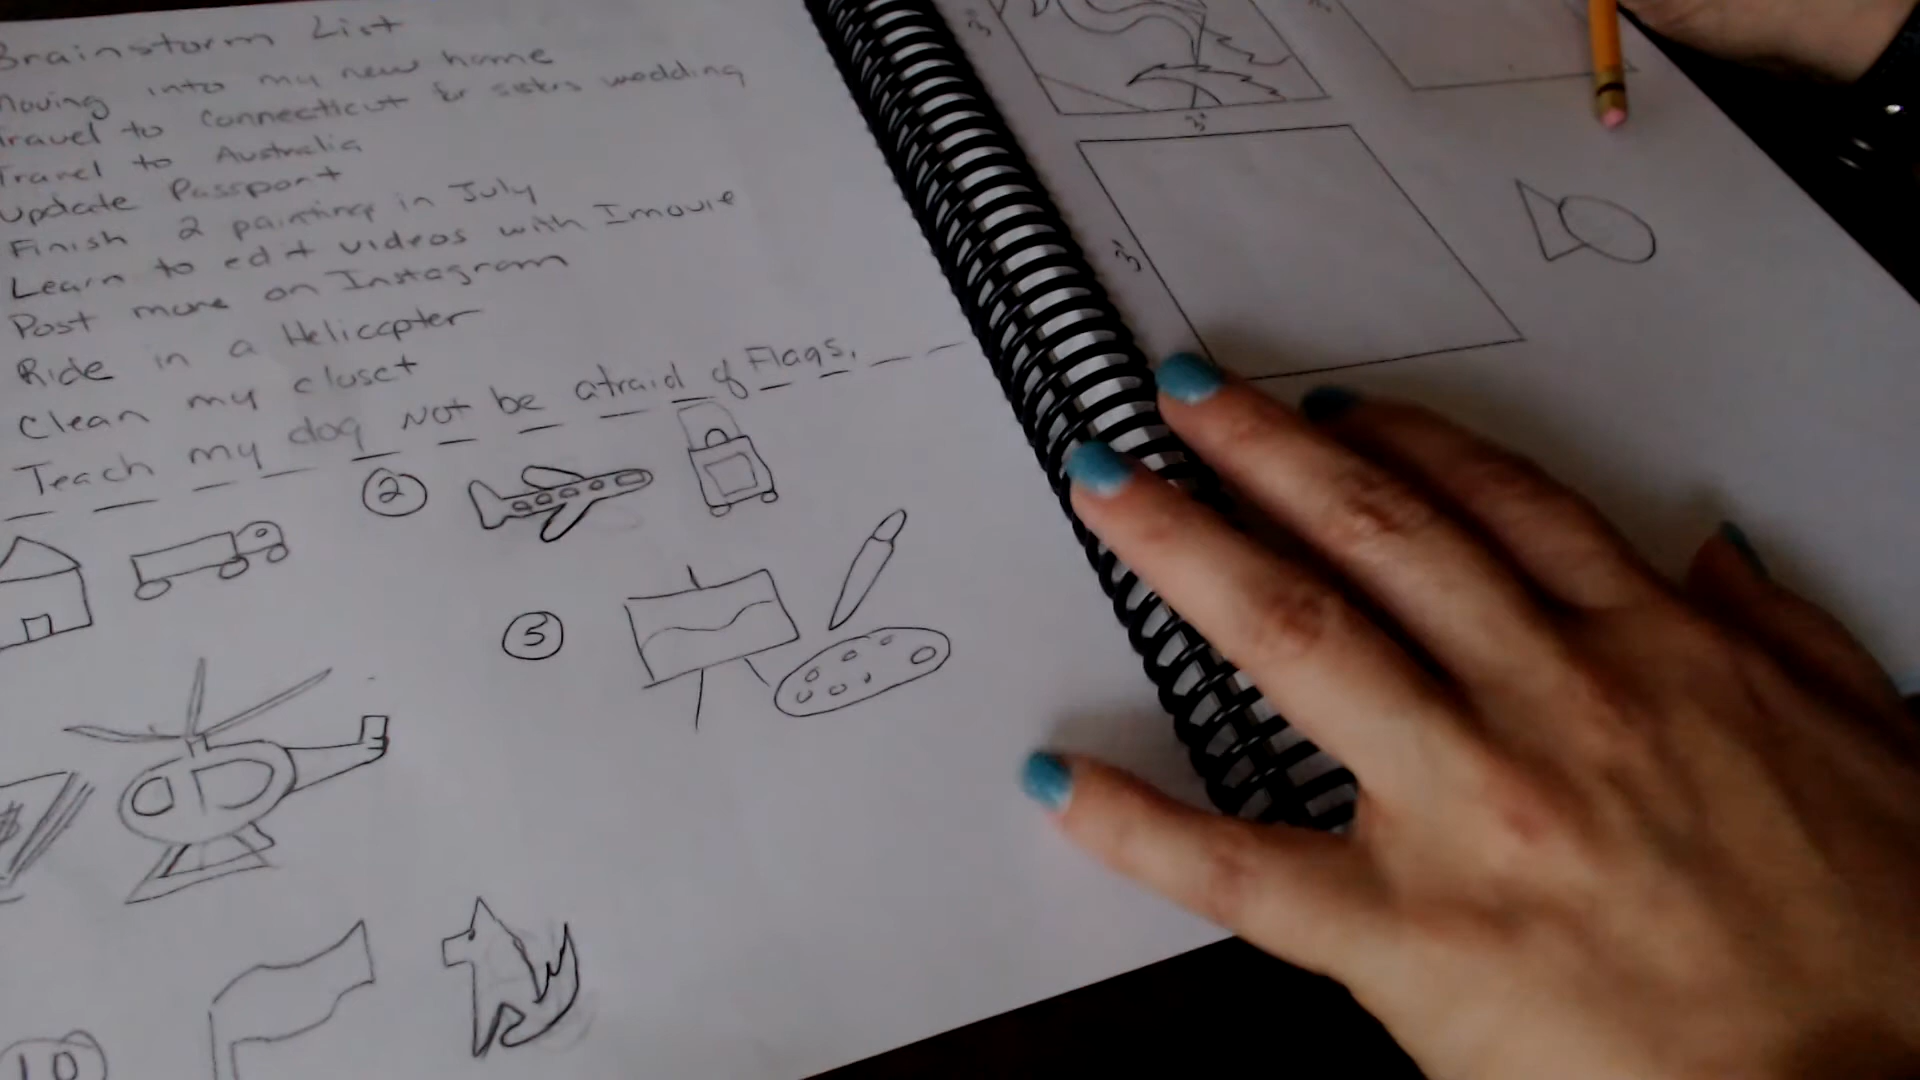 Brainstorm List
Moving into my new home
Travel to Connecticut for sisters wedding
Travel to Australia
Update Passport
Finish 2 paintings in July
Learn to edit videos with Imovie
Post more on Instagram
Ride in a Helicopter
Clean my closet
Teach my dog Not be afraid of Flags.
2
5
10
3"
3"
3"